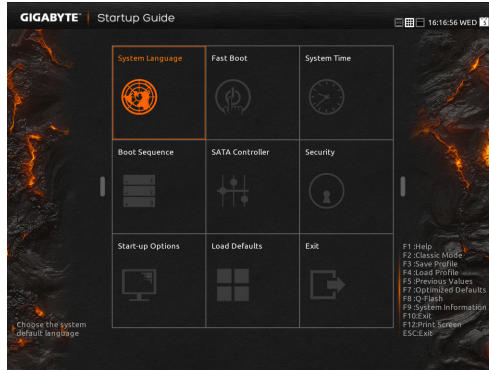 GIGABYTE™ Startup Guide
16:16:56 WED
System Language
Fast Boot
System Time
Boot Sequence
SATA Controller
Security
Start-up Options
Load Defaults
Exit
F1 :Help
F2 :Classic Mode
F3 :Save Profile
F4 :Load Profile
F5 :Previous Values
F7 :Optimized Defaults
F8 :Q-Flash
F9 :System Information
F10:Exit
F12:Print Screen
ESC:Exit
Choose the system
default language